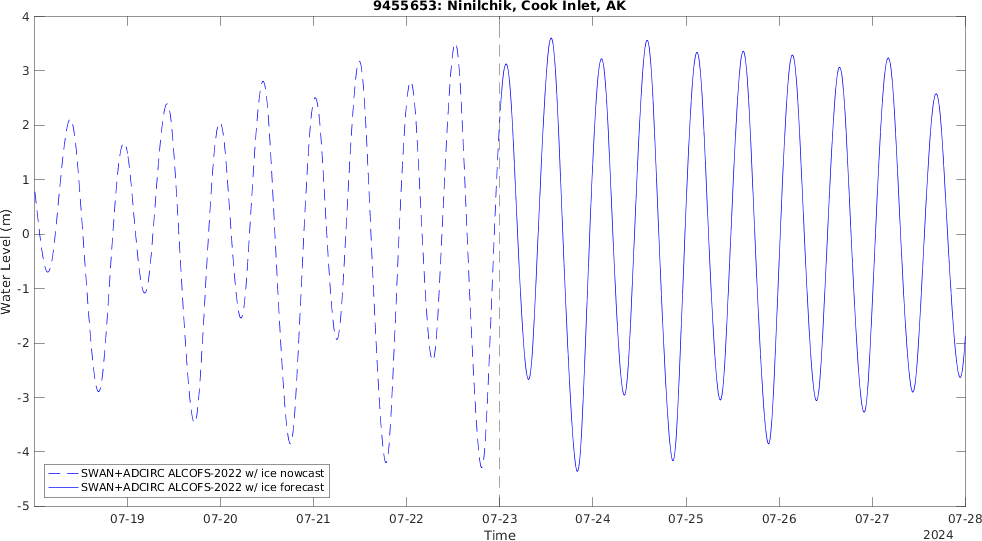 9455653: Ninilchik, Cook Inlet, AK
4
3
2
1
0
-1
-2
-3
-4
-5
Water Level (m)
SWAN+ADCIRC ALCOFS-2022 w/ ice nowcast
SWAN+ADCIRC ALCOFS-2022 w/ ice forecast
07-19 07-20 07-21 07-22 07-23 07-24 07-25 07-26 07-27 07-28
Time
2024